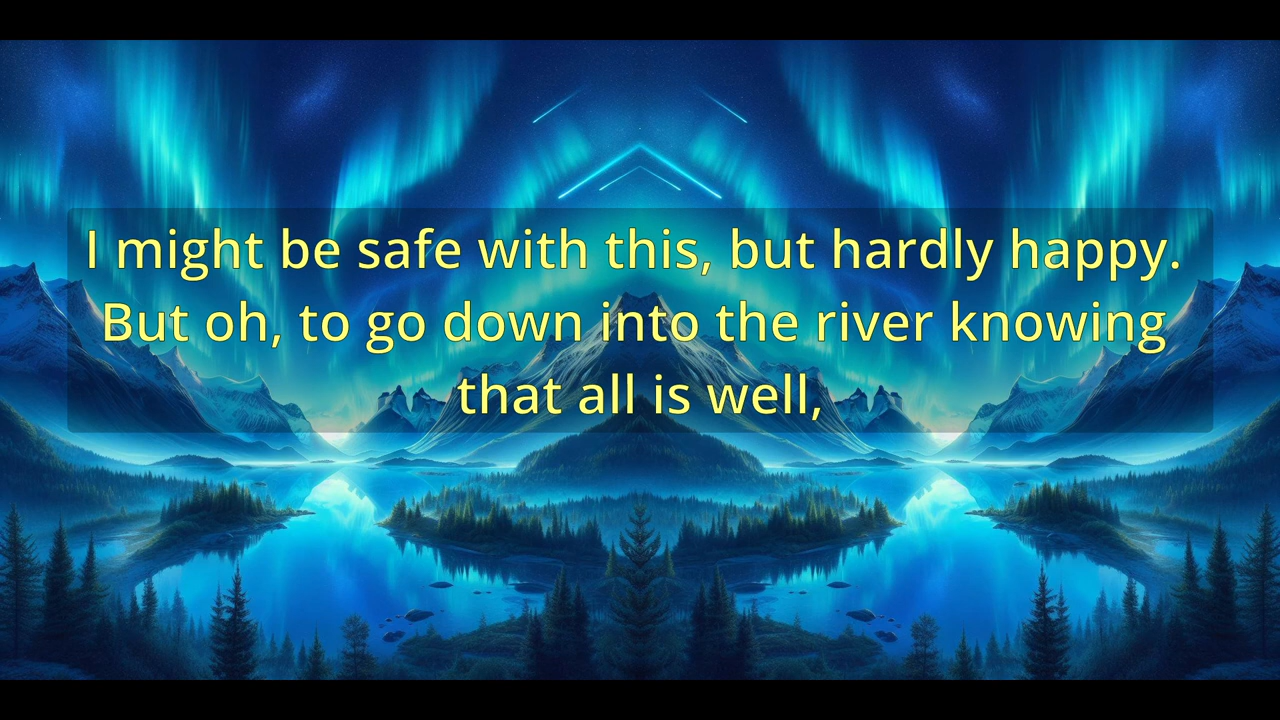 I might be safe with this, but hardly happy.
But oh, to go down into the river knowing
that all is well,